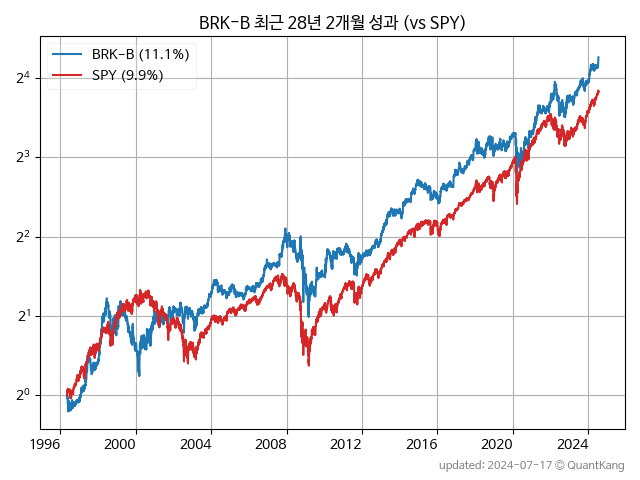 BRK-B 최근 28년 2개월 성과 (vs SPY)
BRK-B (11.1%)
SPY (9.9%)
2⁴
2³
2²
2¹
2⁰
1996 2000 2004 2008 2012 2016 2020 2024
updated: 2024-07-17 © QuantKang